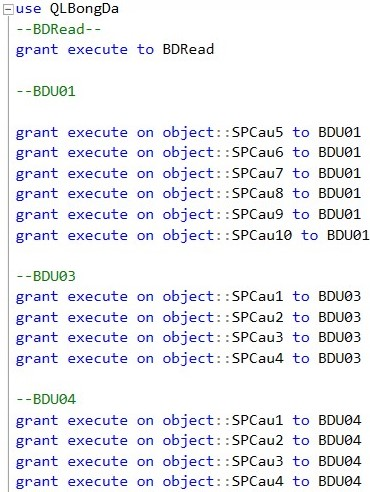 use QLBongDa
--BDRead--
grant execute to BDRead
--BDU01
grant execute on object::SPCau5 to BDU01
grant execute on object::SPCau6 to BDU01
grant execute on object::SPCau7 to BDU01
grant execute on object::SPCau8 to BDU01
grant execute on object::SPCau9 to BDU01
grant execute on object::SPCau10 to BDU01
--BDU03
grant execute on object::SPCau1 to BDU03
grant execute on object::SPCau2 to BDU03
grant execute on object::SPCau3 to BDU03
grant execute on object::SPCau4 to BDU03
--BDU04
grant execute on object::SPCau1 to BDU04
grant execute on object::SPCau2 to BDU04
grant execute on object::SPCau3 to BDU04
grant execute on object::SPCau4 to BDU04